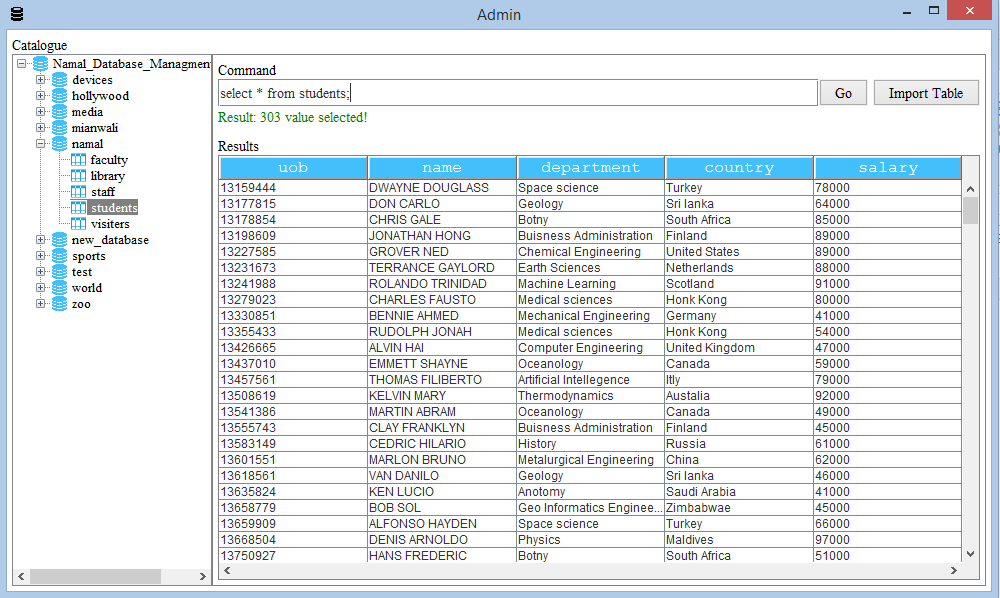 Admin
Catalogue
Namal_Database_Managmen
devices
hollywood
media
mianwali
namal
faculty
library
staff
students
visiters
new_database
sports
test
world
zoo
Command
select * from students;
Go
Import Table
Result: 303 value selected!
Results
uob name department country salary
13159444 DWAYNE DOUGLASS Space science Turkey 78000
13177815 DON CARLO Geology Sri lanka 64000
13178854 CHRIS GALE Botny South Africa 85000
13198609 JONATHAN HONG Buisness Administration Finland 89000
13227585 GROVER NED Chemical Engineering United States 89000
13231673 TERRANCE GAYLORD Earth Sciences Netherlands 88000
13241988 ROLANDO TRINIDAD Machine Learning Scotland 91000
13279023 CHARLES FAUSTO Medical sciences Honk Kong 80000
13330851 BENNIE AHMED Mechanical Engineering Germany 41000
13355433 RUDOLPH JONAH Medical sciences Honk Kong 54000
13426665 ALVIN HAI Computer Engineering United Kingdom 47000
13437010 EMMETT SHAYNE Oceanology Canada 59000
13457561 THOMAS FILIBERTO Artificial Intellegence Itly 79000
13508619 KELVIN MARY Thermodynamics Austalia 92000
13541386 MARTIN ABRAM Oceanology Canada 49000
13555743 CLAY FRANKLYN Buisness Administration Finland 45000
13583149 CEDRIC HILARIO History Russia 61000
13601551 MARLON BRUNO Metalurgical Engineering China 62000
13618561 VAN DANILO Geology Sri lanka 46000
13635824 KEN LUCIO Anotomy Saudi Arabia 41000
13658779 BOB SOL Geo Informatics Enginee... Zimbabwae 45000
13659909 ALFONSO HAYDEN Space science Turkey 66000
13668504 DENIS ARNOLDO Physics Maldives 97000
13750927 HANS FREDERIC Botny South Africa 51000